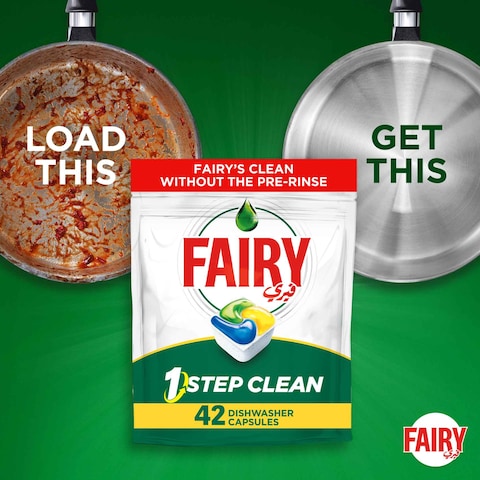 LOAD
THIS
GET
THIS
FAIRY'S CLEAN
WITHOUT THE PRE-RINSE
FAIRY
فيري
1 STEP CLEAN
42 DISHWASHER
CAPSULES
FAIRY
فيري